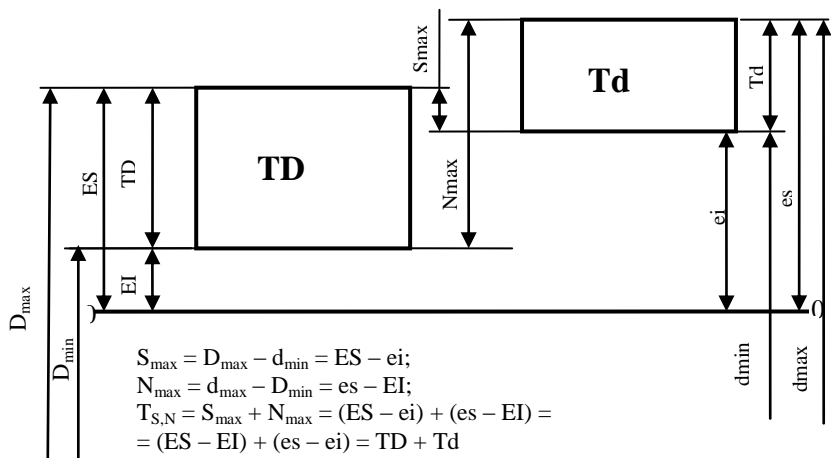 Smax
Td
Td
TD
TD
ES
Nmax
ei
es
EI
Dmax
Dmin
0
dmin
dmax
Smax = Dmax – dmin = ES – ei;
Nmax = dmax – Dmin = es – EI;
TS,N = Smax + Nmax = (ES – ei) + (es – EI) =
= (ES – EI) + (es – ei) = TD + Td